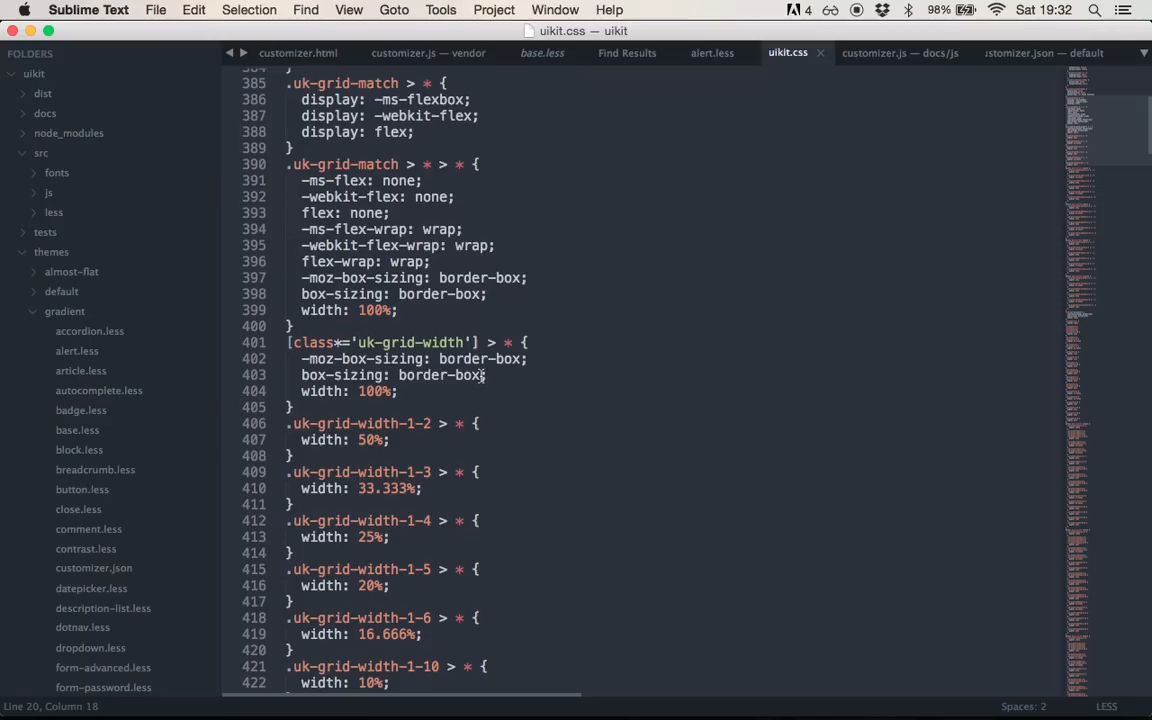 Sublime Text File Edit Selection Find View Goto Tools Project Window Help 4 98% Sat 19:32
uikit.css — uikit
FOLDERS
uikit
dist
docs
node_modules
src
fonts
js
less
tests
themes
almost-flat
default
gradient
accordion.less
alert.less
article.less
autocomplete.less
badge.less
base.less
block.less
breadcrumb.less
button.less
close.less
comment.less
contrast.less
customizer.json
datepicker.less
description-list.less
dotnav.less
dropdown.less
form-advanced.less
form-password.less
customizer.html customizer.js — vendor base.less Find Results alert.less uikit.css customizer.js — docs/js ustomizer.json — default
384 }
385 .uk-grid-match > * {
386 display: -ms-flexbox;
387 display: -webkit-flex;
388 display: flex;
389 }
390 .uk-grid-match > * > * {
391 -ms-flex: none;
392 -webkit-flex: none;
393 flex: none;
394 -ms-flex-wrap: wrap;
395 -webkit-flex-wrap: wrap;
396 flex-wrap: wrap;
397 -moz-box-sizing: border-box;
398 box-sizing: border-box;
399 width: 100%;
400 }
401 [class*='uk-grid-width'] > * {
402 -moz-box-sizing: border-box;
403 box-sizing: border-box;
404 width: 100%;
405 }
406 .uk-grid-width-1-2 > * {
407 width: 50%;
408 }
409 .uk-grid-width-1-3 > * {
410 width: 33.333%;
411 }
412 .uk-grid-width-1-4 > * {
413 width: 25%;
414 }
415 .uk-grid-width-1-5 > * {
416 width: 20%;
417 }
418 .uk-grid-width-1-6 > * {
419 width: 16.666%;
420 }
421 .uk-grid-width-1-10 > * {
422 width: 10%;
Line 20, Column 18 Spaces: 2 LESS